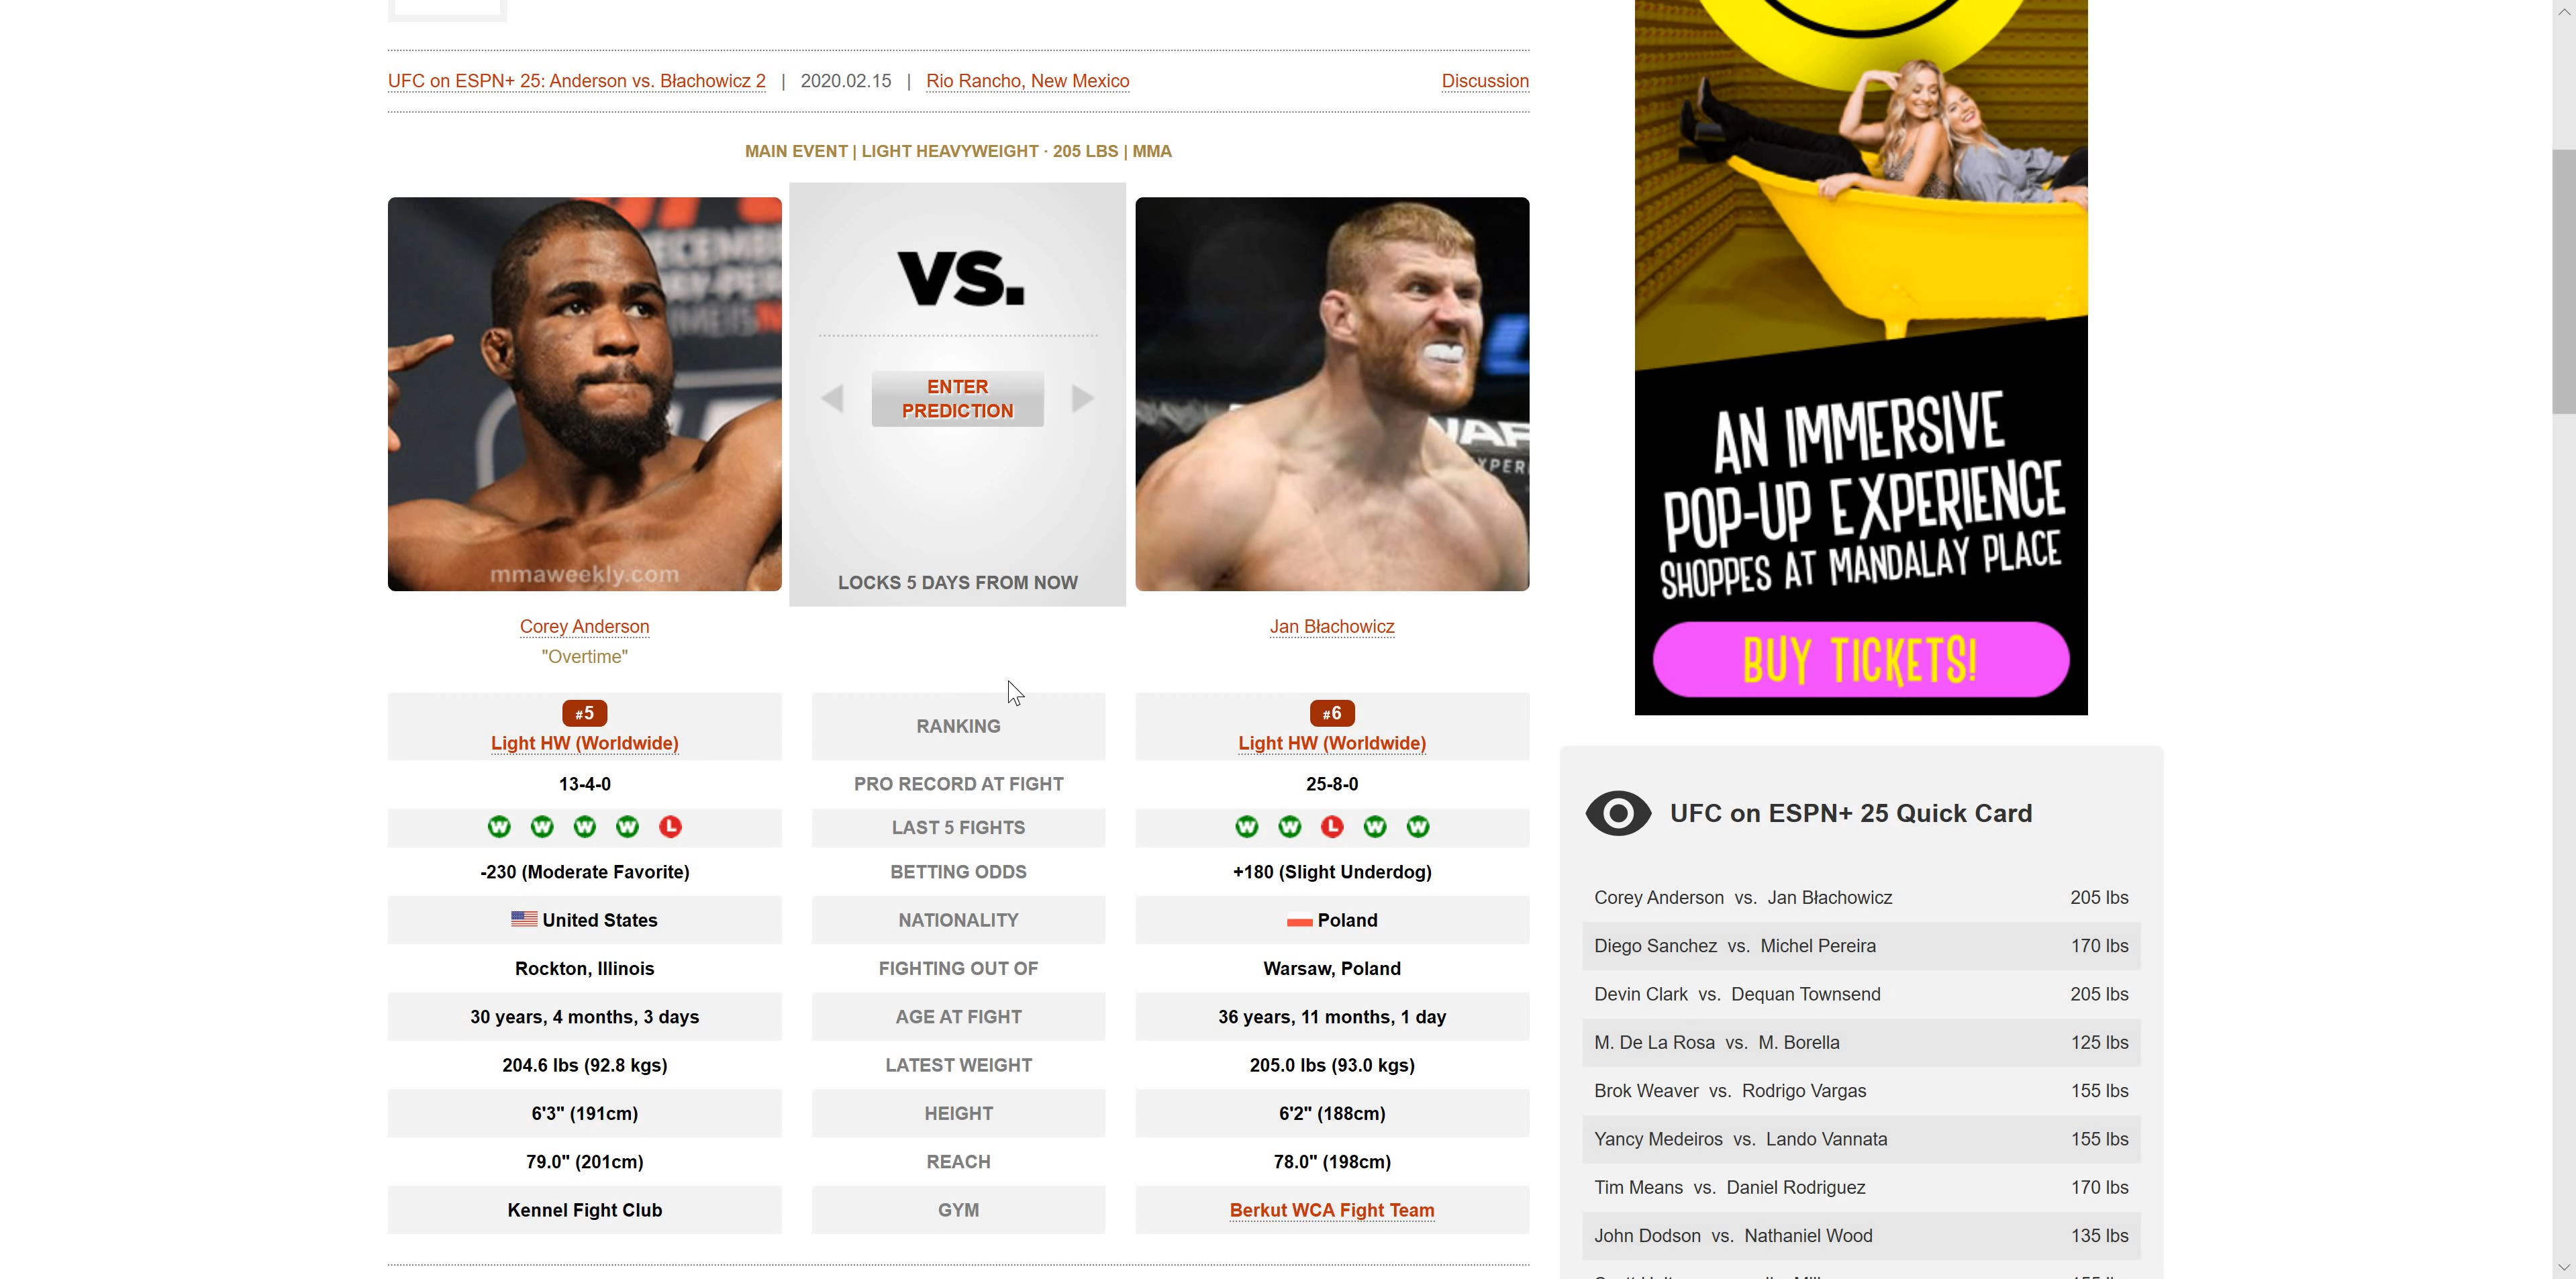 UFC on ESPN+ 25: Anderson vs. Błachowicz 2 | 2020.02.15 | Rio Rancho, New Mexico Discussion
MAIN EVENT | LIGHT HEAVYWEIGHT · 205 LBS | MMA
VS.
ENTER
PREDICTION
LOCKS 5 DAYS FROM NOW
mmaweekly.com
Corey Anderson
"Overtime"
Jan Błachowicz
#5 RANKING #6
Light HW (Worldwide) Light HW (Worldwide)
13-4-0 PRO RECORD AT FIGHT 25-8-0
W W W W L LAST 5 FIGHTS W W L W W
-230 (Moderate Favorite) BETTING ODDS +180 (Slight Underdog)
United States NATIONALITY Poland
Rockton, Illinois FIGHTING OUT OF Warsaw, Poland
30 years, 4 months, 3 days AGE AT FIGHT 36 years, 11 months, 1 day
204.6 lbs (92.8 kgs) LATEST WEIGHT 205.0 lbs (93.0 kgs)
6'3" (191cm) HEIGHT 6'2" (188cm)
79.0" (201cm) REACH 78.0" (198cm)
Kennel Fight Club GYM Berkut WCA Fight Team
AN IMMERSIVE
POP-UP EXPERIENCE
SHOPPES AT MANDALAY PLACE
BUY TICKETS!
UFC on ESPN+ 25 Quick Card
Corey Anderson vs. Jan Błachowicz 205 lbs
Diego Sanchez vs. Michel Pereira 170 lbs
Devin Clark vs. Dequan Townsend 205 lbs
M. De La Rosa vs. M. Borella 125 lbs
Brok Weaver vs. Rodrigo Vargas 155 lbs
Yancy Medeiros vs. Lando Vannata 155 lbs
Tim Means vs. Daniel Rodriguez 170 lbs
John Dodson vs. Nathaniel Wood 135 lbs